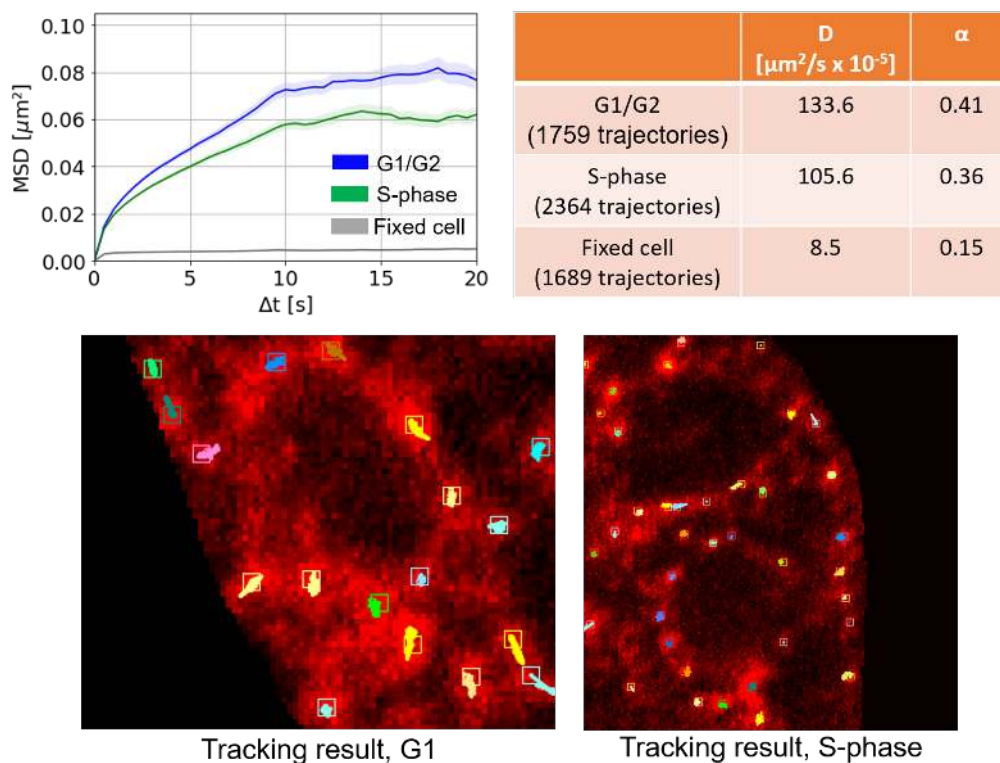 0.10
0.08
0.06
0.04
0.02
0.00
MSD [μm²]
G1/G2
S-phase
Fixed cell
0 5 10 15 20
Δt [s]
D
[μm²/s x 10⁻⁵]
α
G1/G2
(1759 trajectories)
133.6
0.41
S-phase
(2364 trajectories)
105.6
0.36
Fixed cell
(1689 trajectories)
8.5
0.15
Tracking result, G1
Tracking result, S-phase